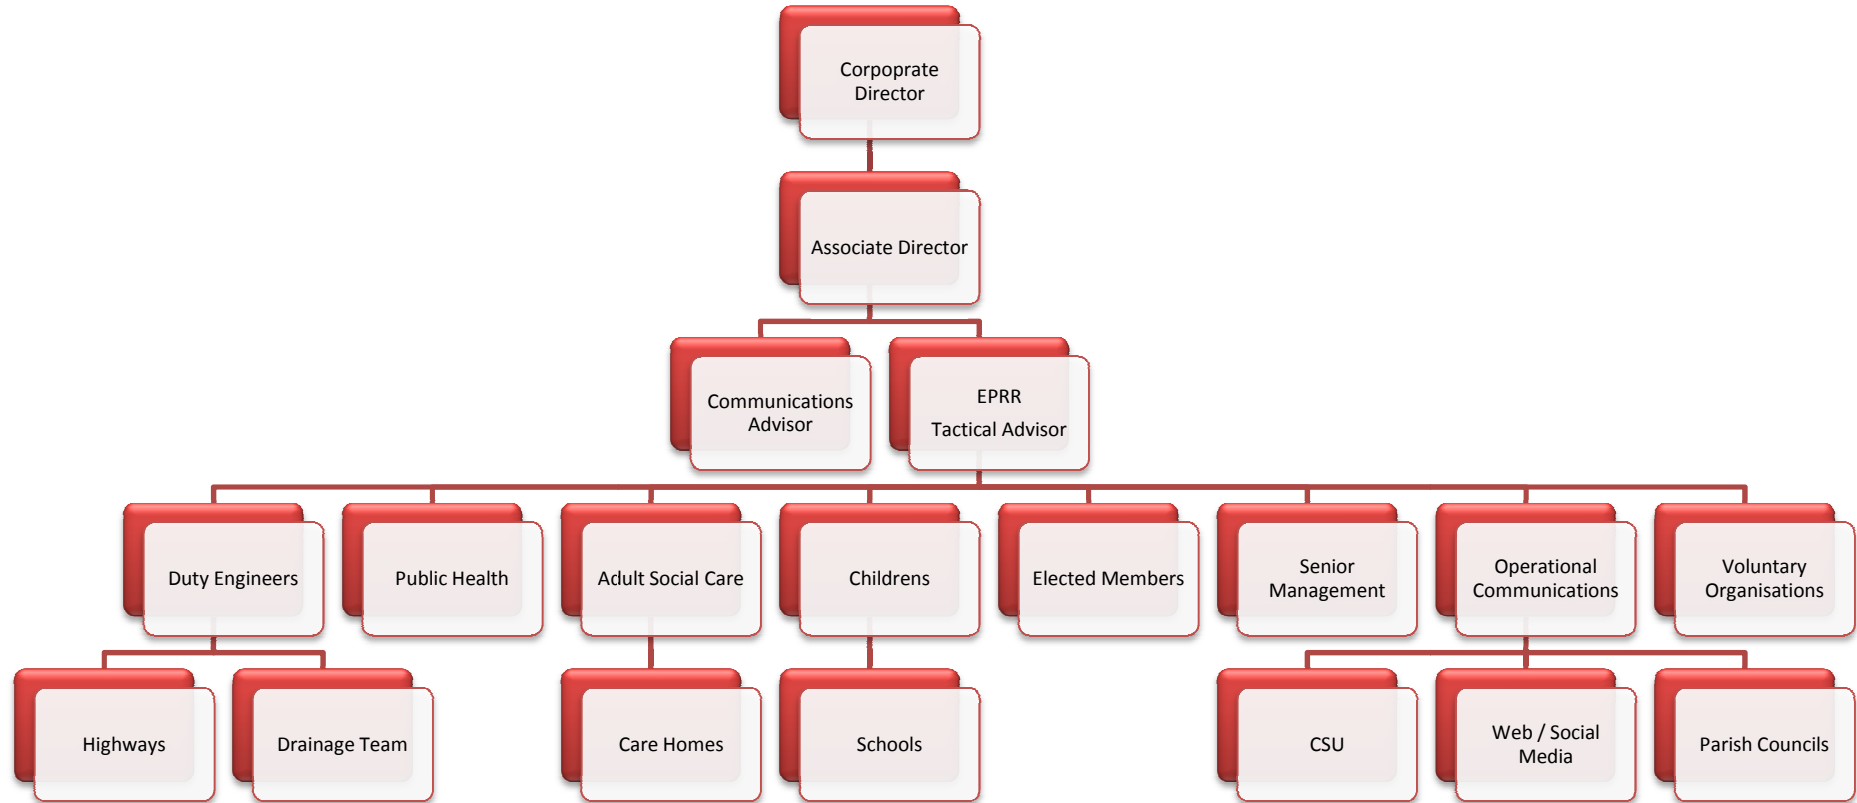 Corpoprate
Director
Associate Director
Communications
Advisor
EPRR
Tactical Advisor
Duty Engineers
Public Health
Adult Social Care
Childrens
Elected Members
Senior
Management
Operational
Communications
Voluntary
Organisations
Highways
Drainage Team
Care Homes
Schools
CSU
Web / Social
Media
Parish Councils